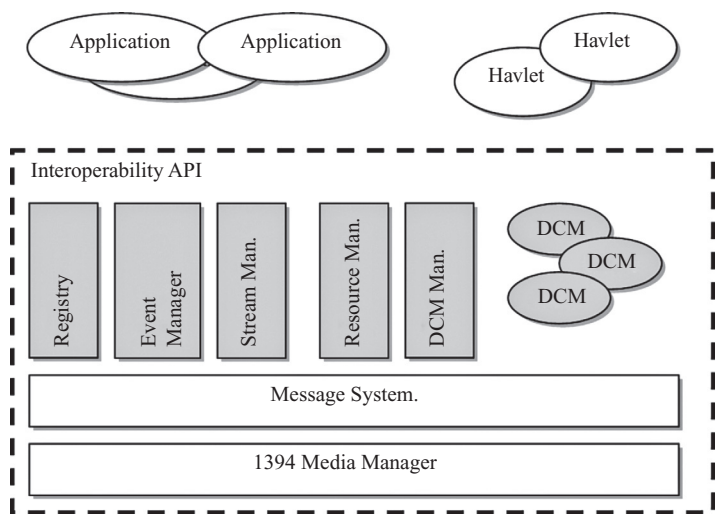 Application
Application
Havlet
Havlet
Interoperability API
Registry
Event
Manager
Stream Man.
Resource Man.
DCM Man.
DCM
DCM
DCM
Message System.
1394 Media Manager